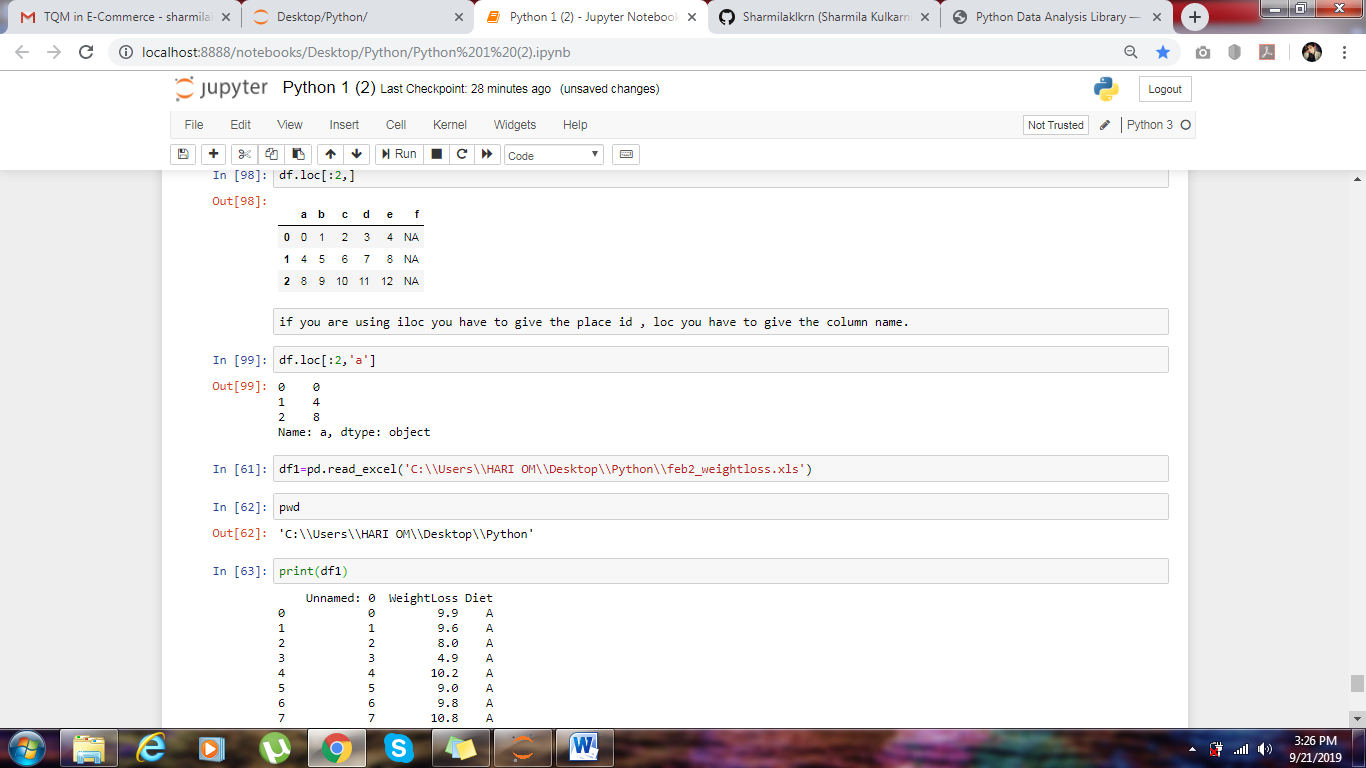 TQM in E-Commerce - sharmila
Desktop/Python/
Python 1 (2) - Jupyter Notebook
Sharmilaklkrn (Sharmila Kulkarni
Python Data Analysis Library —
localhost:8888/notebooks/Desktop/Python/Python%201%20(2).ipynb
jupyter Python 1 (2) Last Checkpoint: 28 minutes ago (unsaved changes)
Logout
File Edit View Insert Cell Kernel Widgets Help
Not Trusted
Python 3
Run
Code
In [98]: df.loc[:2,]
Out[98]:
a b c d e f
0 0 1 2 3 4 NA
1 4 5 6 7 8 NA
2 8 9 10 11 12 NA
if you are using iloc you have to give the place id , loc you have to give the column name.
In [99]: df.loc[:2,'a']
Out[99]: 0 0
1 4
2 8
Name: a, dtype: object
In [61]: df1=pd.read_excel('C:\\Users\\HARI OM\\Desktop\\Python\\feb2_weightloss.xls')
In [62]: pwd
Out[62]: 'C:\\Users\\HARI OM\\Desktop\\Python'
In [63]: print(df1)
Unnamed: 0 WeightLoss Diet
0 0 9.9 A
1 1 9.6 A
2 2 8.0 A
3 3 4.9 A
4 4 10.2 A
5 5 9.0 A
6 6 9.8 A
7 7 10.8 A
3:26 PM
9/21/2019